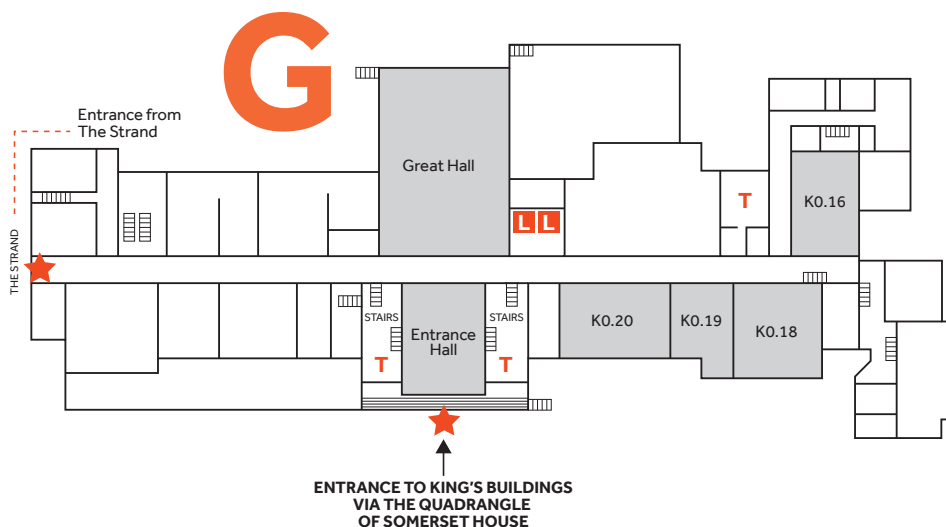 G
Entrance from
The Strand
THE STRAND
Great Hall
L L
T
K0.16
STAIRS
Entrance
Hall
STAIRS
T
T
K0.20
K0.19
K0.18
ENTRANCE TO KING'S BUILDINGS
VIA THE QUADRANGLE
OF SOMERSET HOUSE